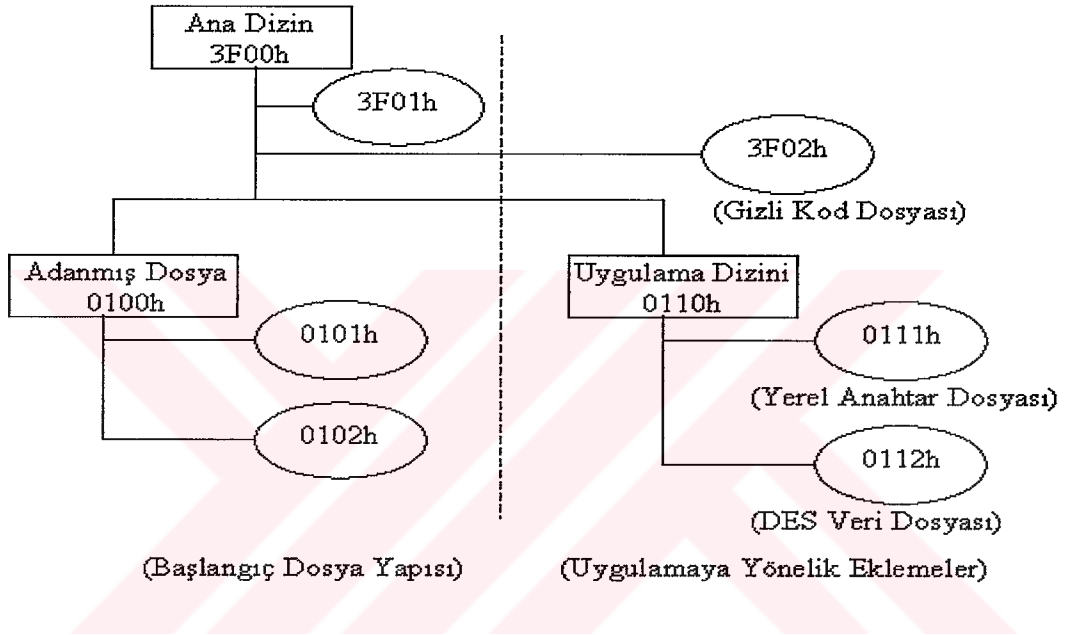 Ana Dizin
3F00h
3F01h
3F02h
(Gizli Kod Dosyası)
Adanmış Dosya
0100h
Uygulama Dizini
0110h
0101h
0111h
(Yerel Anahtar Dosyası)
0102h
0112h
(DES Veri Dosyası)
(Başlangıç Dosya Yapısı)
(Uygulamaya Yönelik Eklemeler)